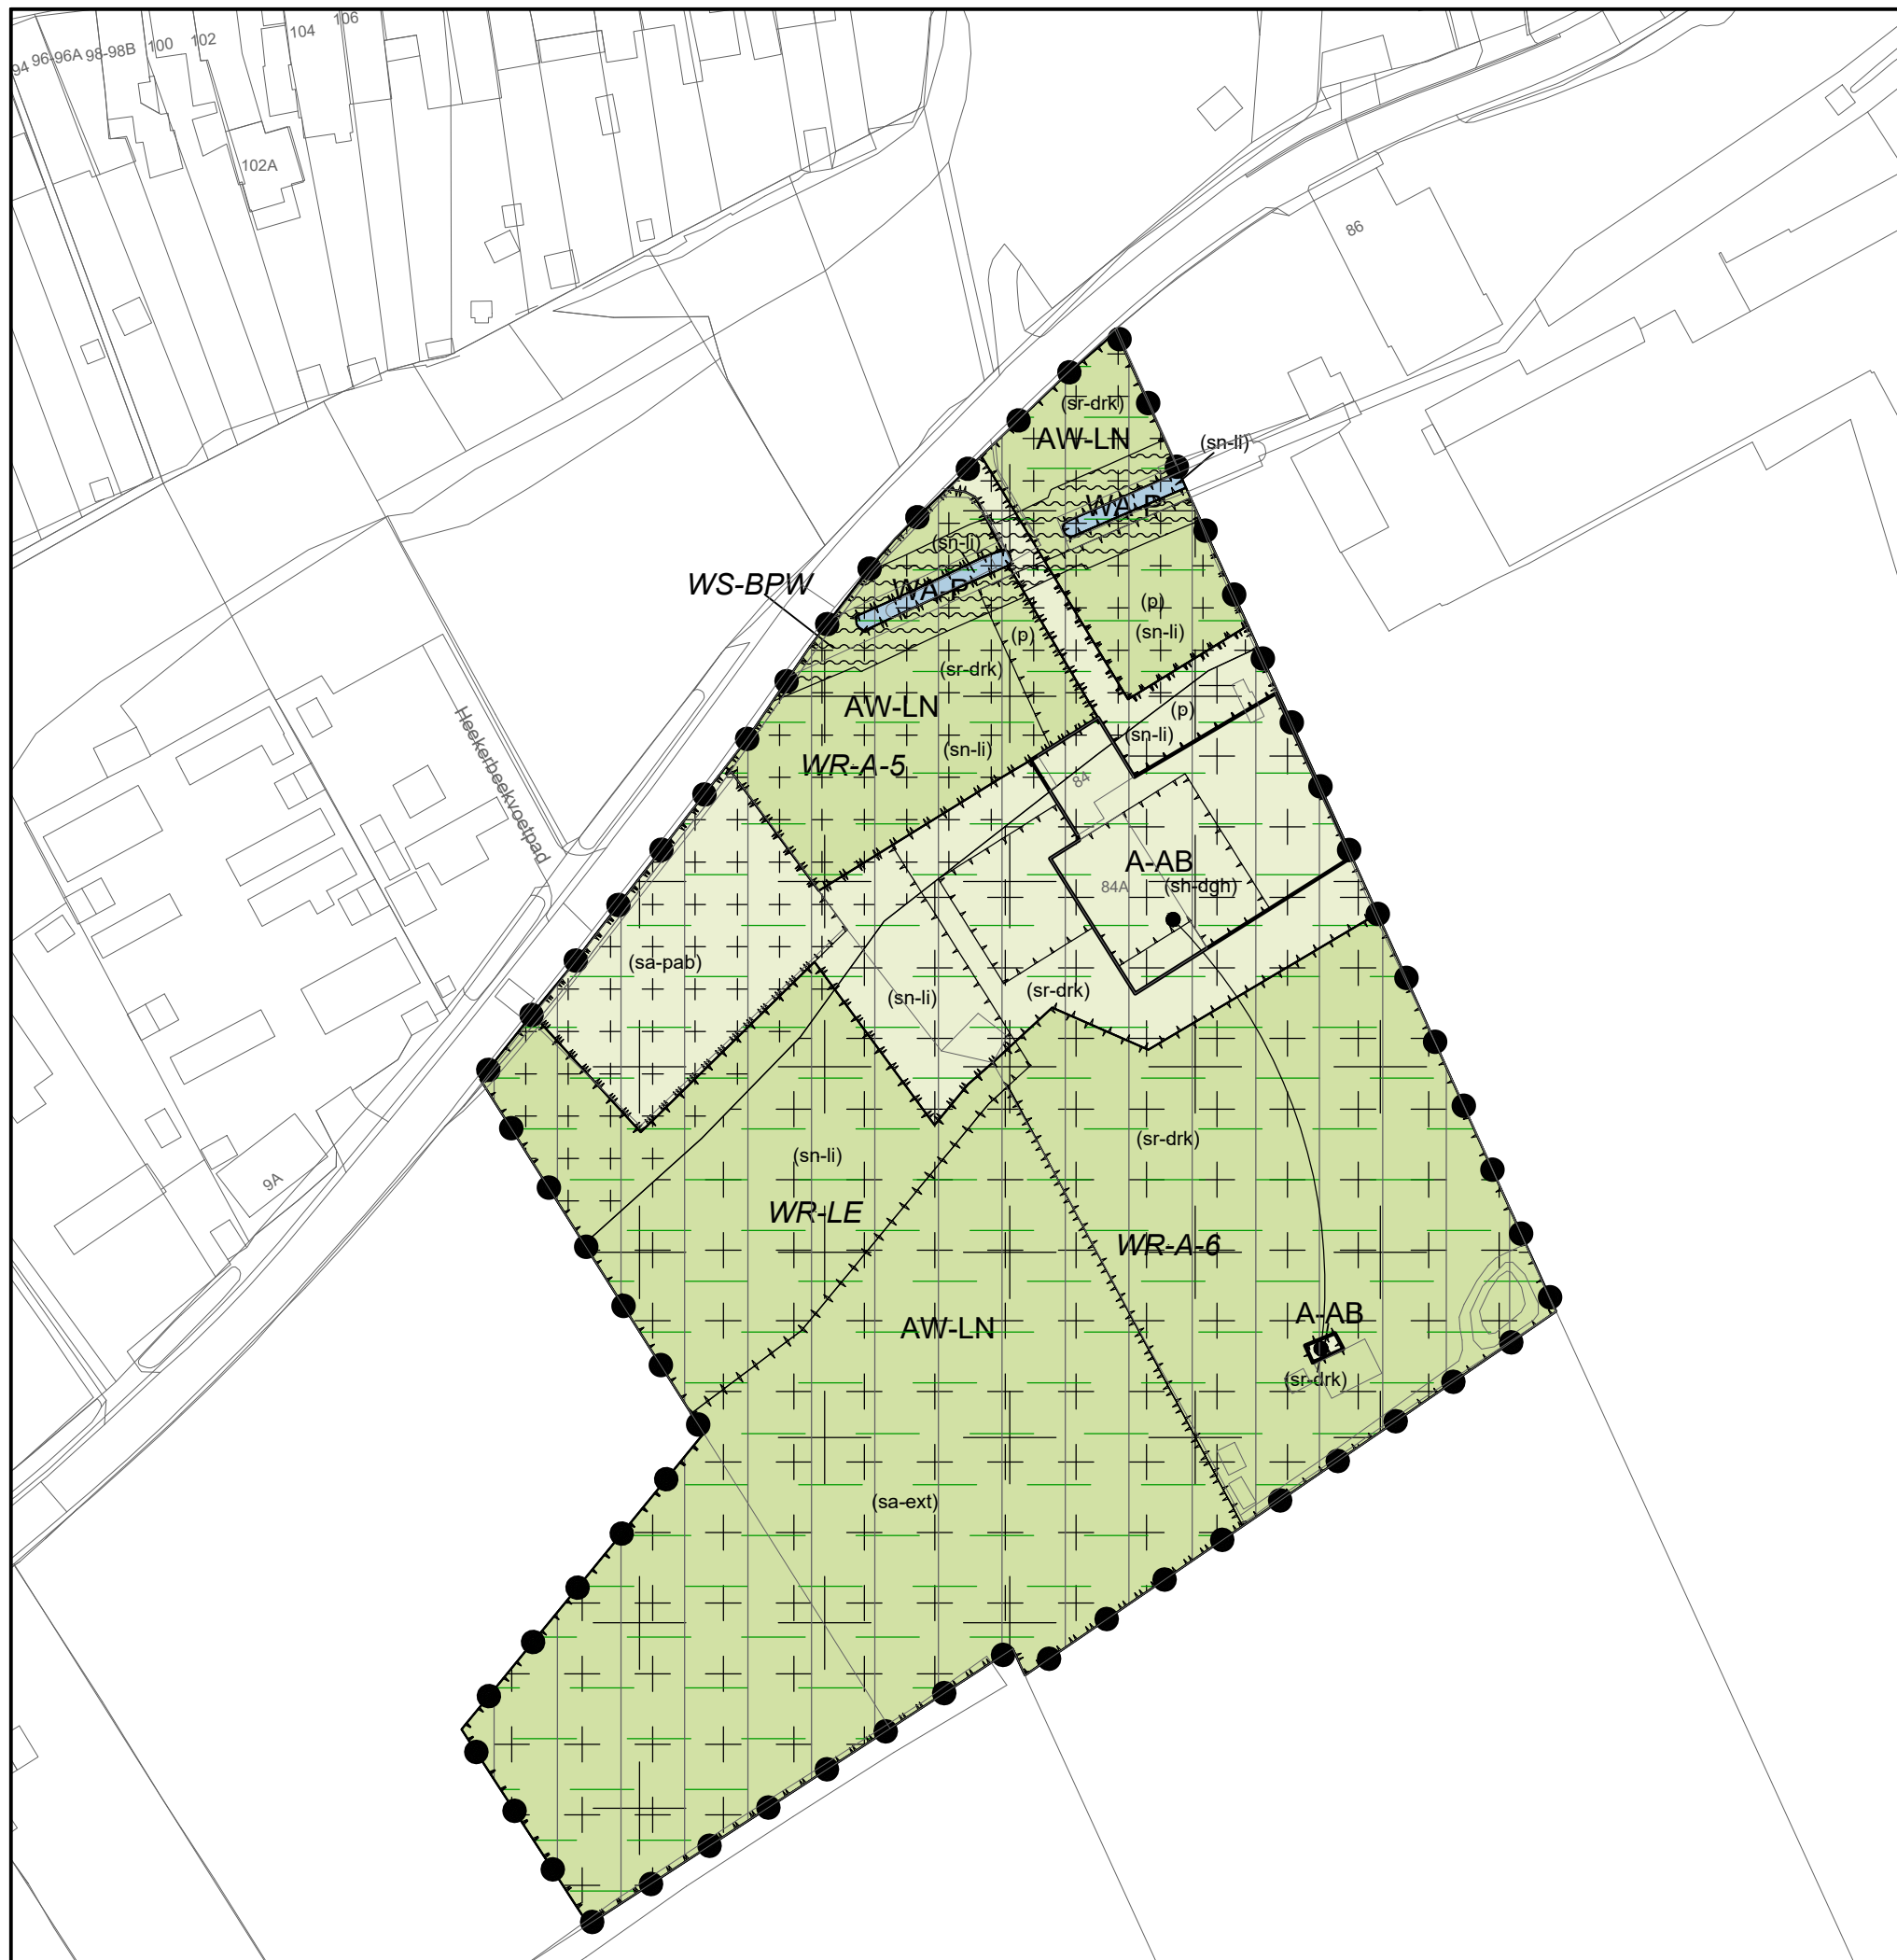 94
96-96A
98-98B
100
102
104
106
102A
86
(sr-drk)
AW-LN
(sn-li)
WA-P
(sn-li)
WS-BPW
WA-P
(p)
(sn-li)
(p)
(sr-drk)
AW-LN
(p)
(sn-li)
(sn-li)
WR-A-5
84
Heekerbeekvoetpad
A-AB
84A
(sh-dgh)
(sa-pab)
(sn-li)
(sr-drk)
(sr-drk)
(sn-li)
9A
WR-LE
WR-A-6
A-AB
AW-LN
(sr-drk)
(sa-ext)